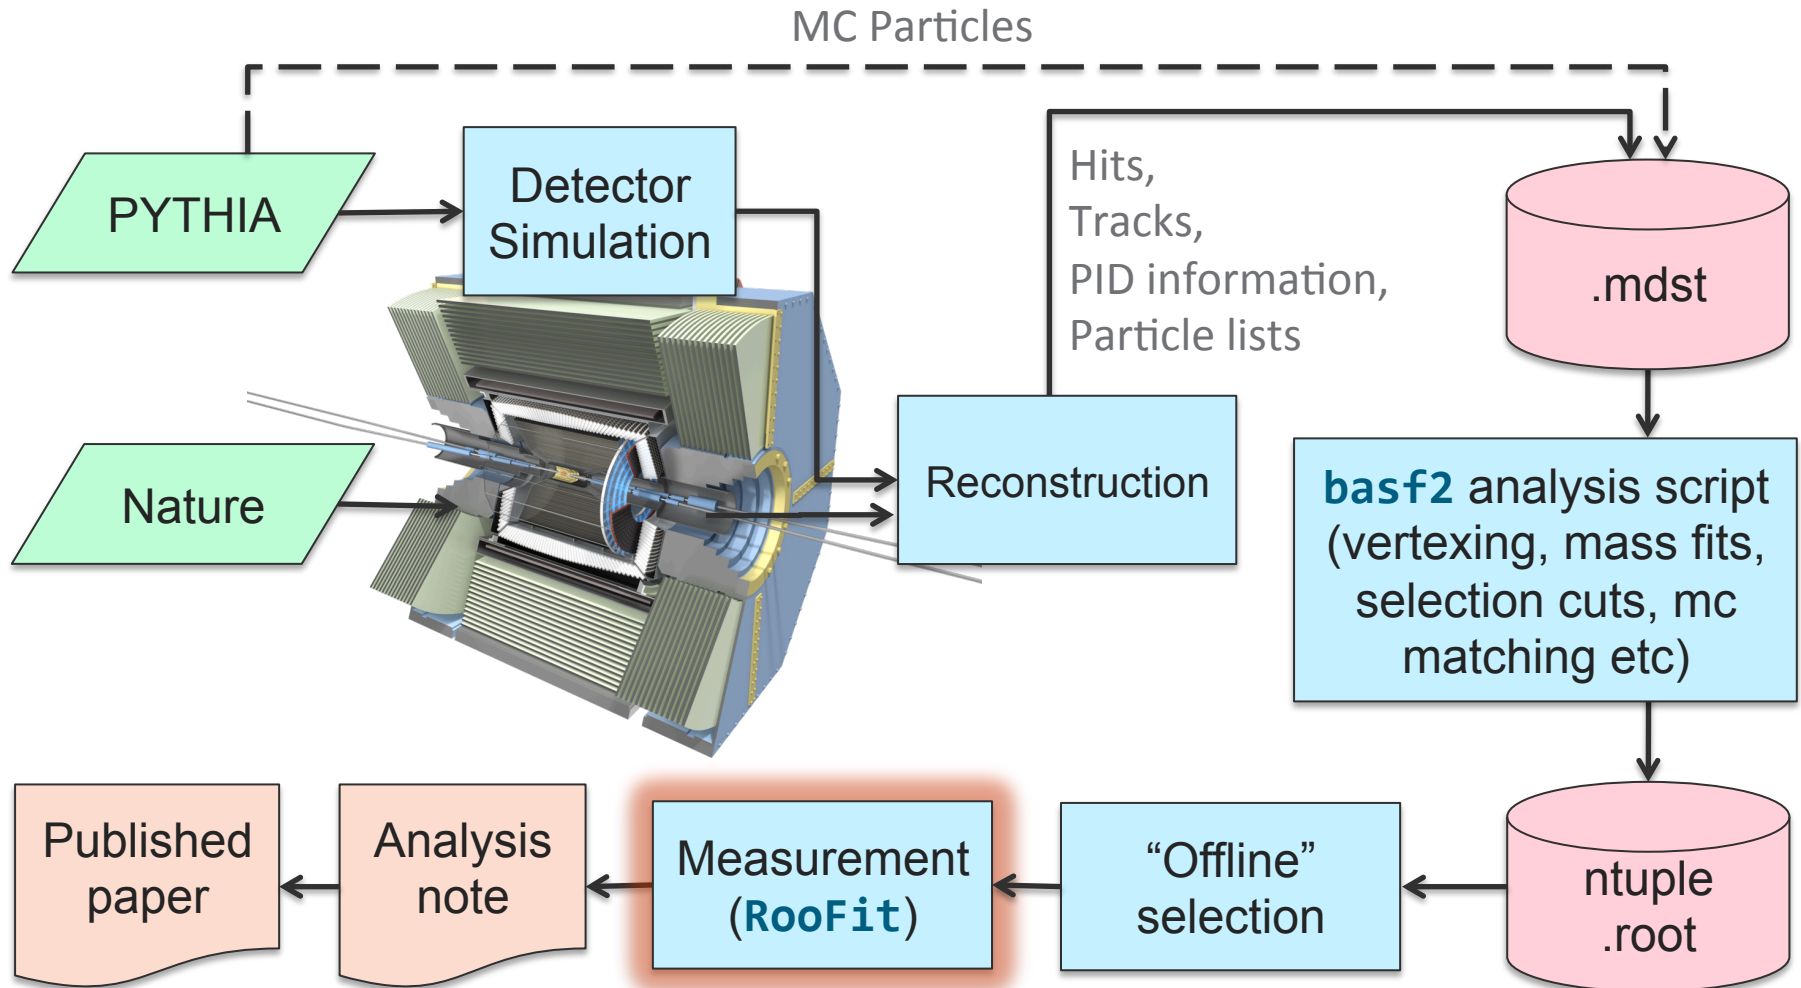 MC Particles
PYTHIA
Detector
Simulation
Hits,
Tracks,
PID information,
Particle lists
.mdst
Nature
Reconstruction
basf2 analysis script
(vertexing, mass fits,
selection cuts, mc
matching etc)
Published
paper
Analysis
note
Measurement
(RooFit)
“Offline”
selection
ntuple
.root